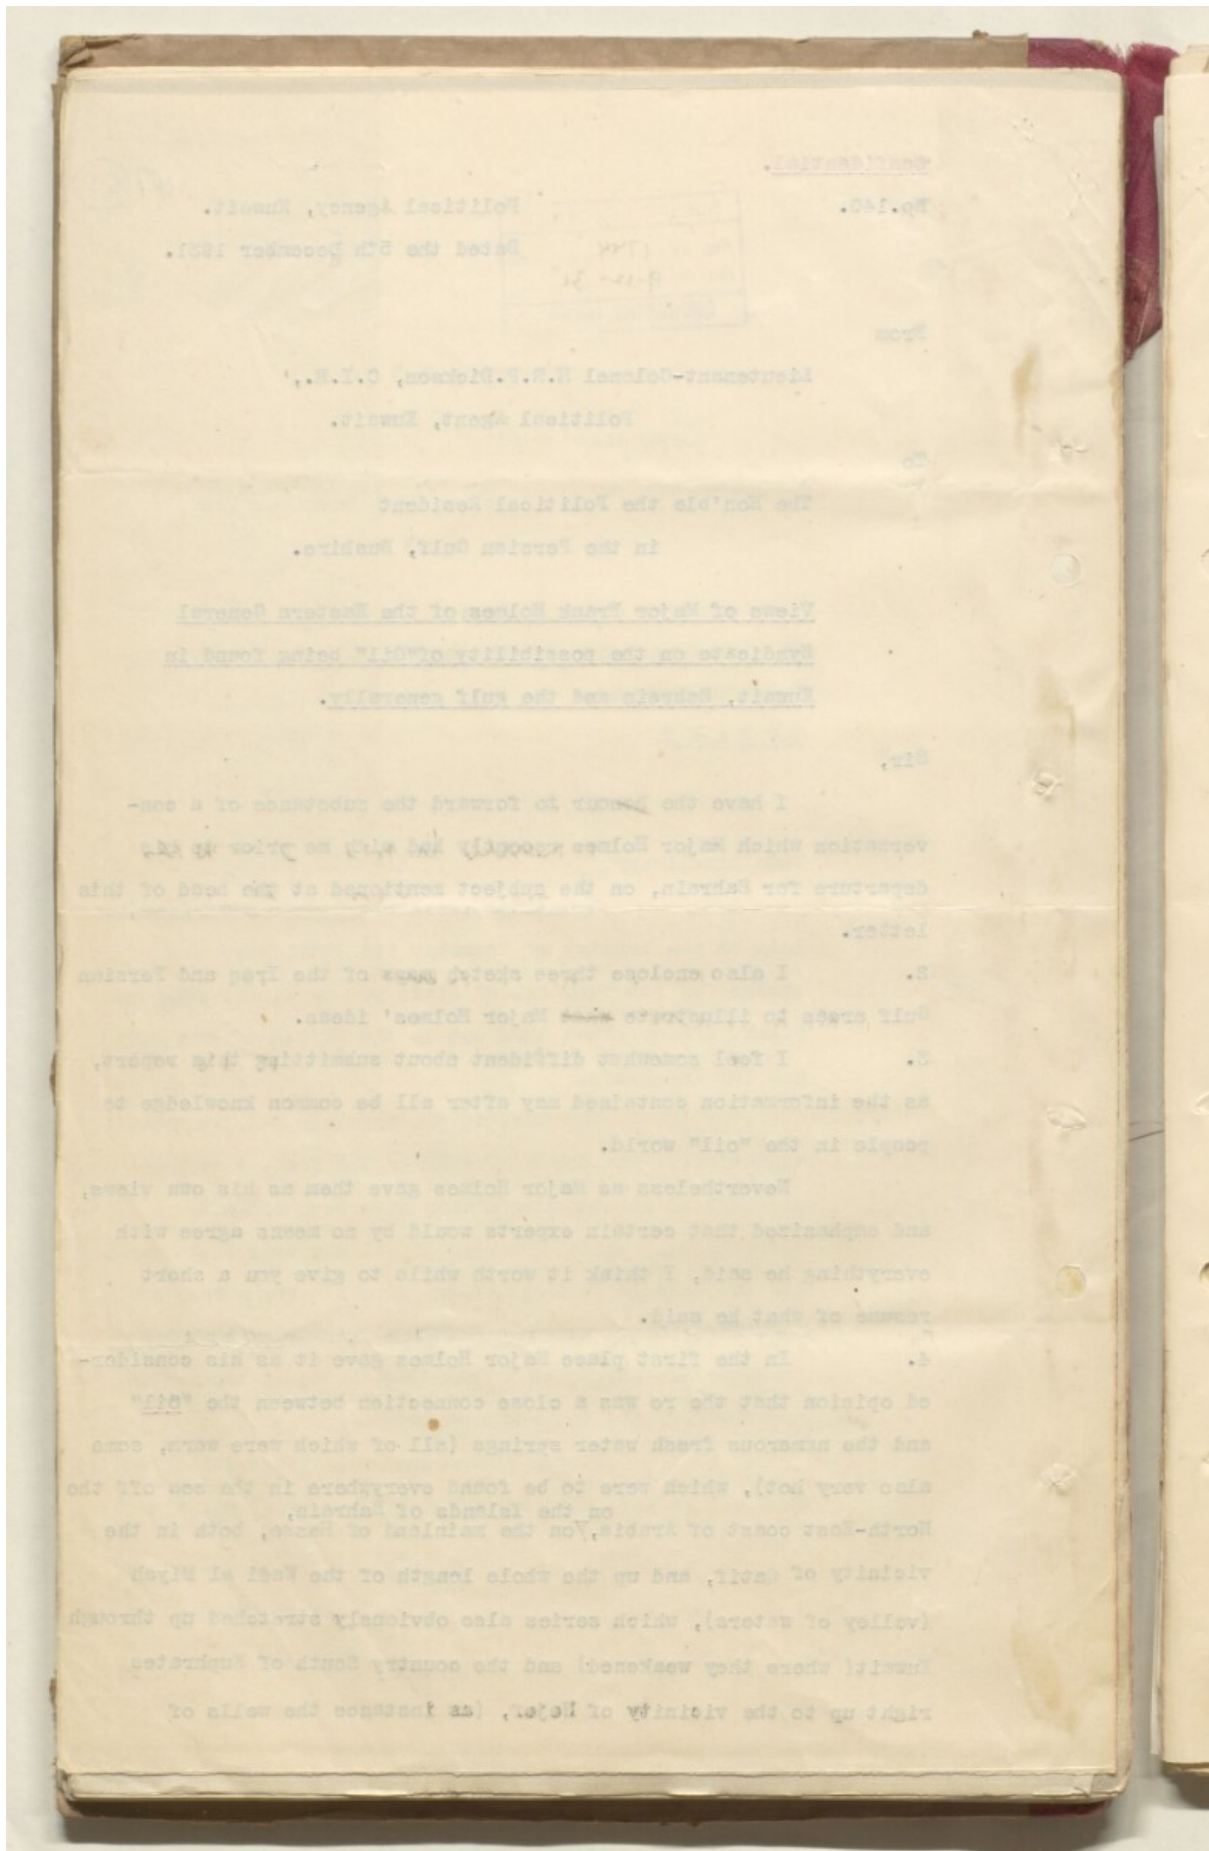 Confidential.
No.140.
Political Agency, Kuwait.
Dated the 5th December 1931.
1744
9-12-31
From
Lieutenant-Colonel H.R.P.Dickson, C.I.E.,
Political Agent, Kuwait.
To
The Hon'ble the Political Resident
in the Persian Gulf, Bushire.
Views of Major Frank Holmes of the Eastern General
Syndicate on the possibility of"Oil" being found in
Kuwait, Bahrain and the gulf generally.
Sir,
I have the honour to forward the substance of a con-
versation which Major Holmes recently had with me prior to his
departure for Bahrain, on the subject mentioned at the head of this
letter.
2. I also enclose three sketch maps of the Iraq and Persian
Gulf areas to illustrate Major Holmes' ideas.
3. I feel somewhat diffident about submitting this report,
as the information contained may after all be common knowledge to
people in the "oil" world.
Nevertheless as Major Holmes gave them as his own views,
and emphasized that certain experts would by no means agree with
everything he said, I think it worth while to give you a short
resume of what he said.
4. In the first place Major Holmes gave it as his consider-
ed opinion that the re was a close connection between the "Oil"
and the numerous fresh water springs (all of which were warm, some
also very hot), which were to be found everywhere in the sea off the
on the Islands of Bahrain,
North-East coast of Arabia,/on the mainland of Hassa, both in the
vicinity of Qatif, and up the whole length of the Wadi al Miyah
(valley of waters), which series also obviously stretched up through
Kuwait( where they weakened) and the country South of Euphrates
right up to the vicinity of Nejef, (as instance the wells of